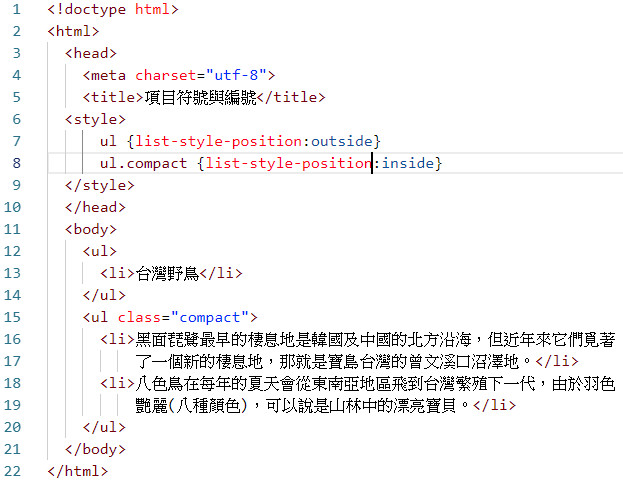 1 <!doctype html>
2 <html>
3 <head>
4 <meta charset="utf-8">
5 <title>項目符號與編號</title>
6 <style>
7 ul {list-style-position:outside}
8 ul.compact {list-style-position:inside}
9 </style>
10 </head>
11 <body>
12 <ul>
13 <li>台灣野鳥</li>
14 </ul>
15 <ul class="compact">
16 <li>黑面琵鷺最早的棲息地是韓國及中國的北方沿海，但近年來它們覓著
17 了一個新的棲息地，那就是寶島台灣的曾文溪口沼澤地。</li>
18 <li>八色鳥在每年的夏天會從東南亞地區飛到台灣繁殖下一代，由於羽色
19 艷麗(八種顏色)，可以說是山林中的漂亮寶貝。</li>
20 </ul>
21 </body>
22 </html>